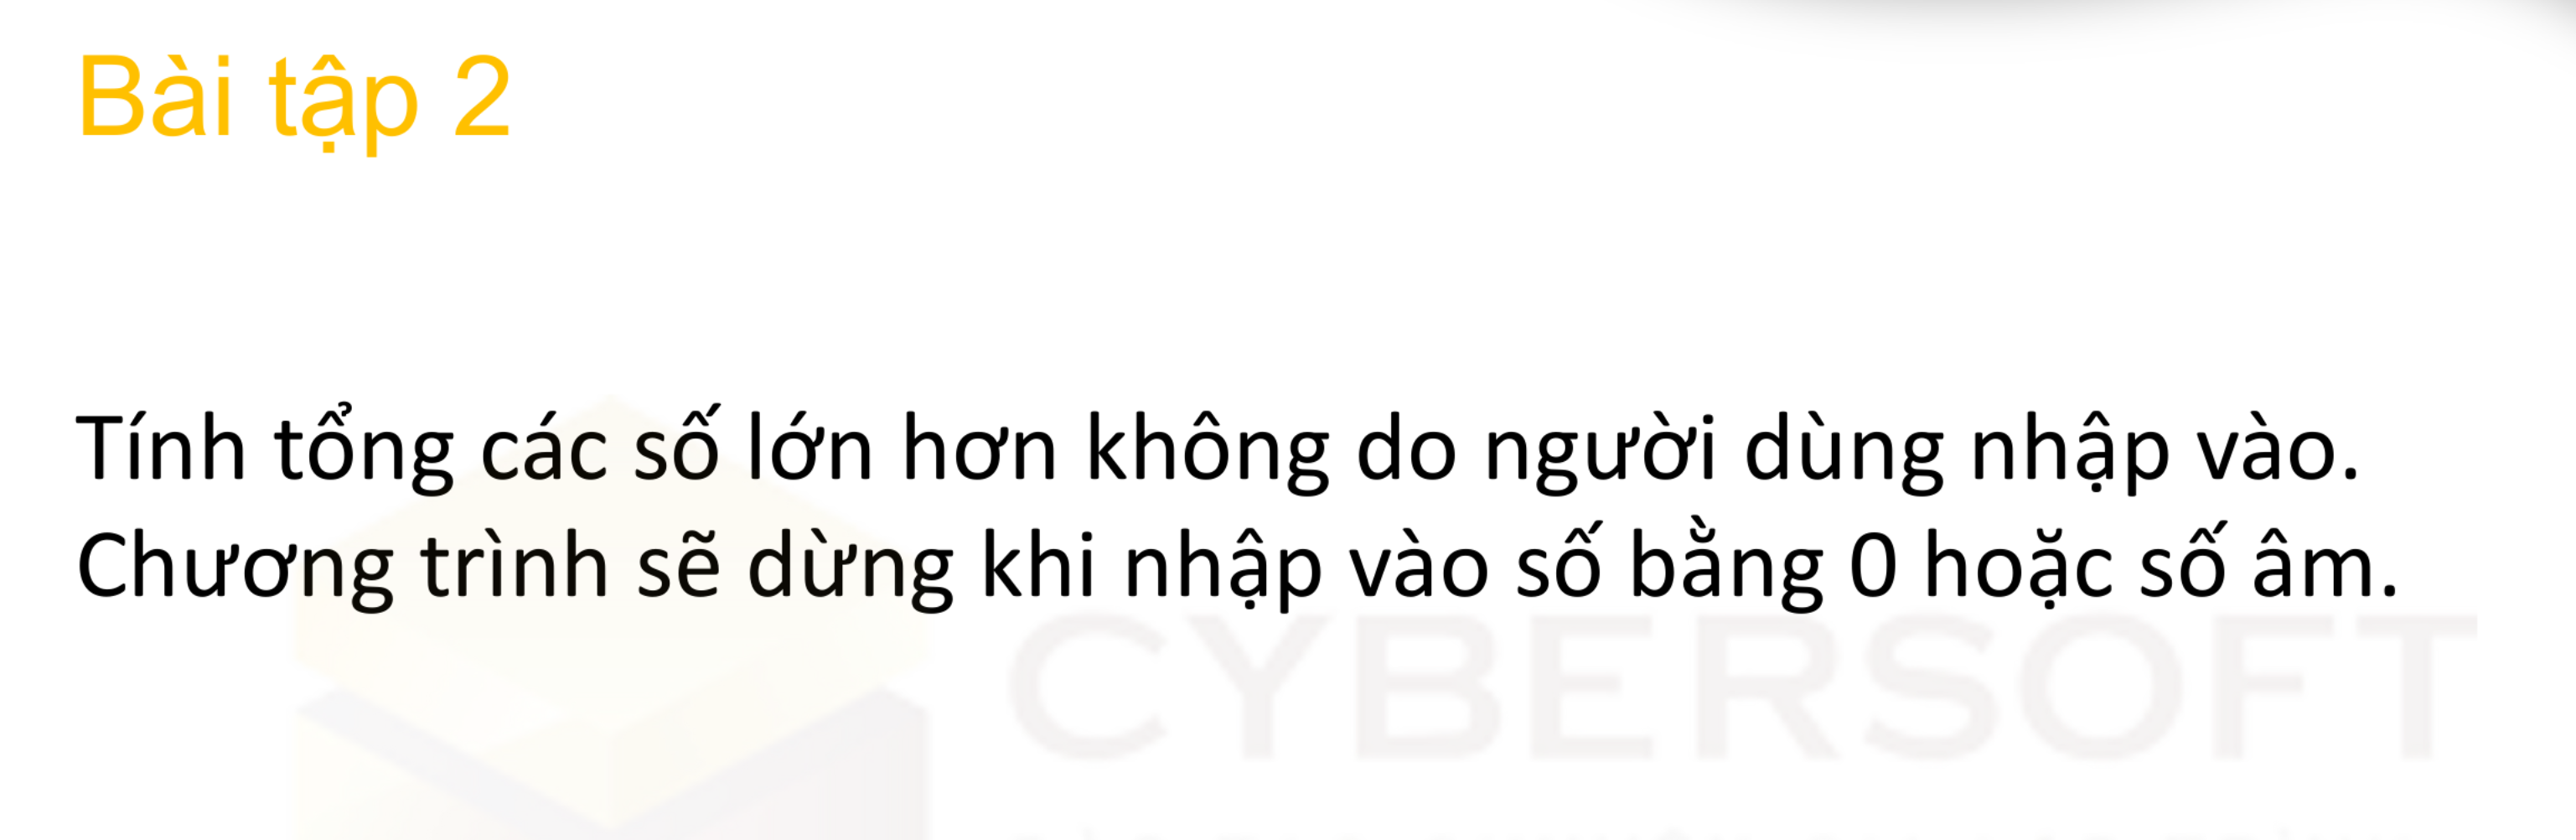 Bài tập 2
Tính tổng các số lớn hơn không do người dùng nhập vào.
Chương trình sẽ dừng khi nhập vào số bằng 0 hoặc số âm.
CYBERSOFT